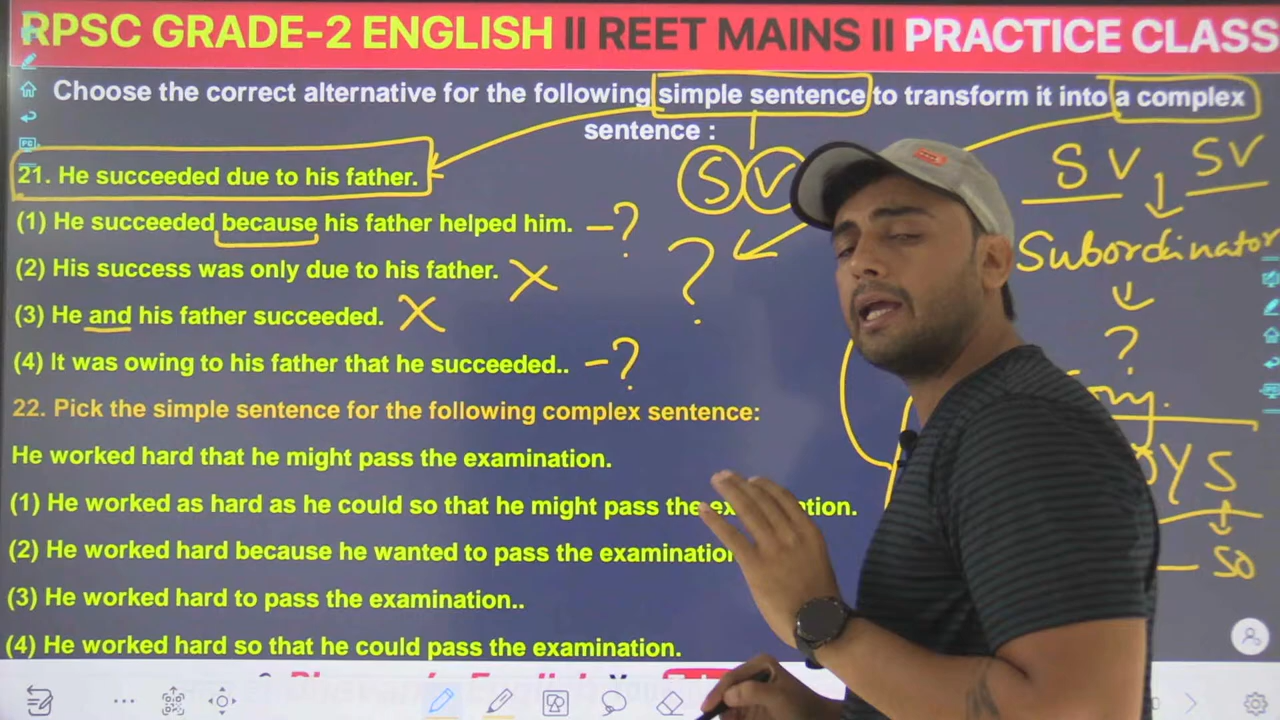 RPSC GRADE-2 ENGLISH II REET MAINS II PRACTICE CLASS
Choose the correct alternative for the following simple sentence to transform it into a complex
sentence :
21. He succeeded due to his father.
(1) He succeeded because his father helped him. –?
(2) His success was only due to his father. X
(3) He and his father succeeded. X
(4) It was owing to his father that he succeeded.. –?
22. Pick the simple sentence for the following complex sentence:
He worked hard that he might pass the examination.
(1) He worked as hard as he could so that he might pass the
(2) He worked hard because he wanted to pass the
(3) He worked hard to pass the examination..
(4) He worked hard so that he could pass the examination.
S V
?
S V SV
Subordinator
?
YS
so